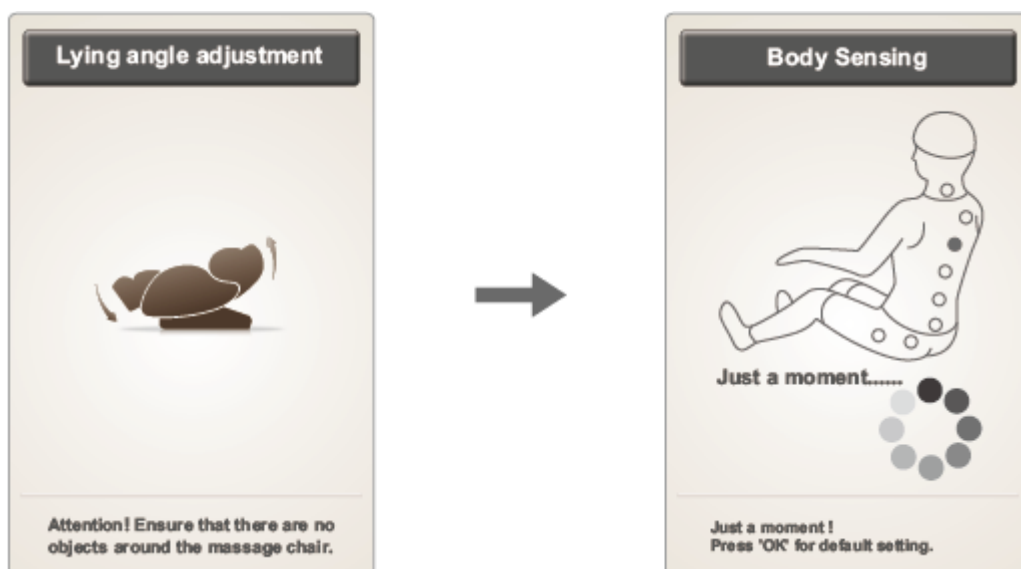 Lying angle adjustment
Attention! Ensure that there are no
objects around the massage chair.
Body Sensing
Just a moment......
Just a moment !
Press 'OK' for default setting.